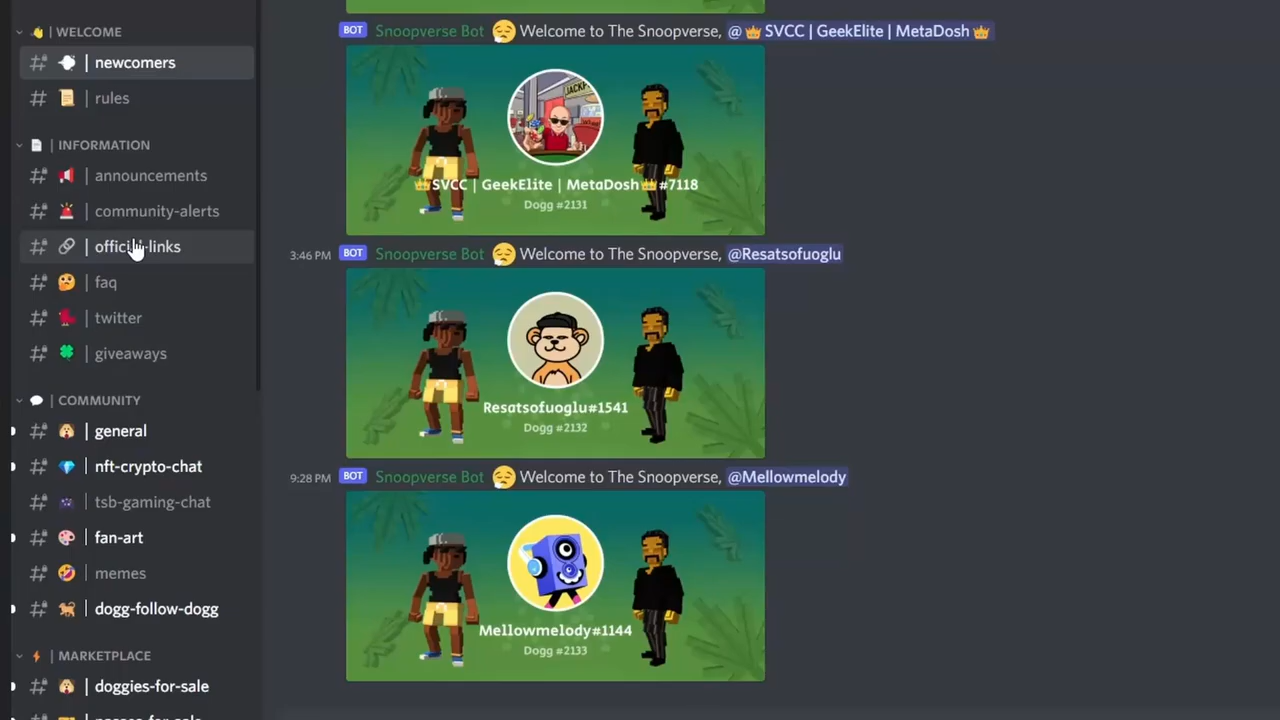 | WELCOME
# | newcomers
# | rules
| INFORMATION
# | announcements
# | community-alerts
# | official-links
# | faq
# | twitter
# | giveaways
| COMMUNITY
# | general
# | nft-crypto-chat
# | tsb-gaming-chat
# | fan-art
# | memes
# | dogg-follow-dogg
| MARKETPLACE
# | doggies-for-sale
BOT Snoopverse Bot Welcome to The Snoopverse, @ SVCC | GeekElite | MetaDosh
JACKP
SVCC | GeekElite | MetaDosh #7118
Dogg #2131
3:46 PM BOT Snoopverse Bot Welcome to The Snoopverse, @Resatsofuoglu
Resatsofuoglu#1541
Dogg #2132
9:28 PM BOT Snoopverse Bot Welcome to The Snoopverse, @Mellowmelody
Mellowmelody#1144
Dogg #2133